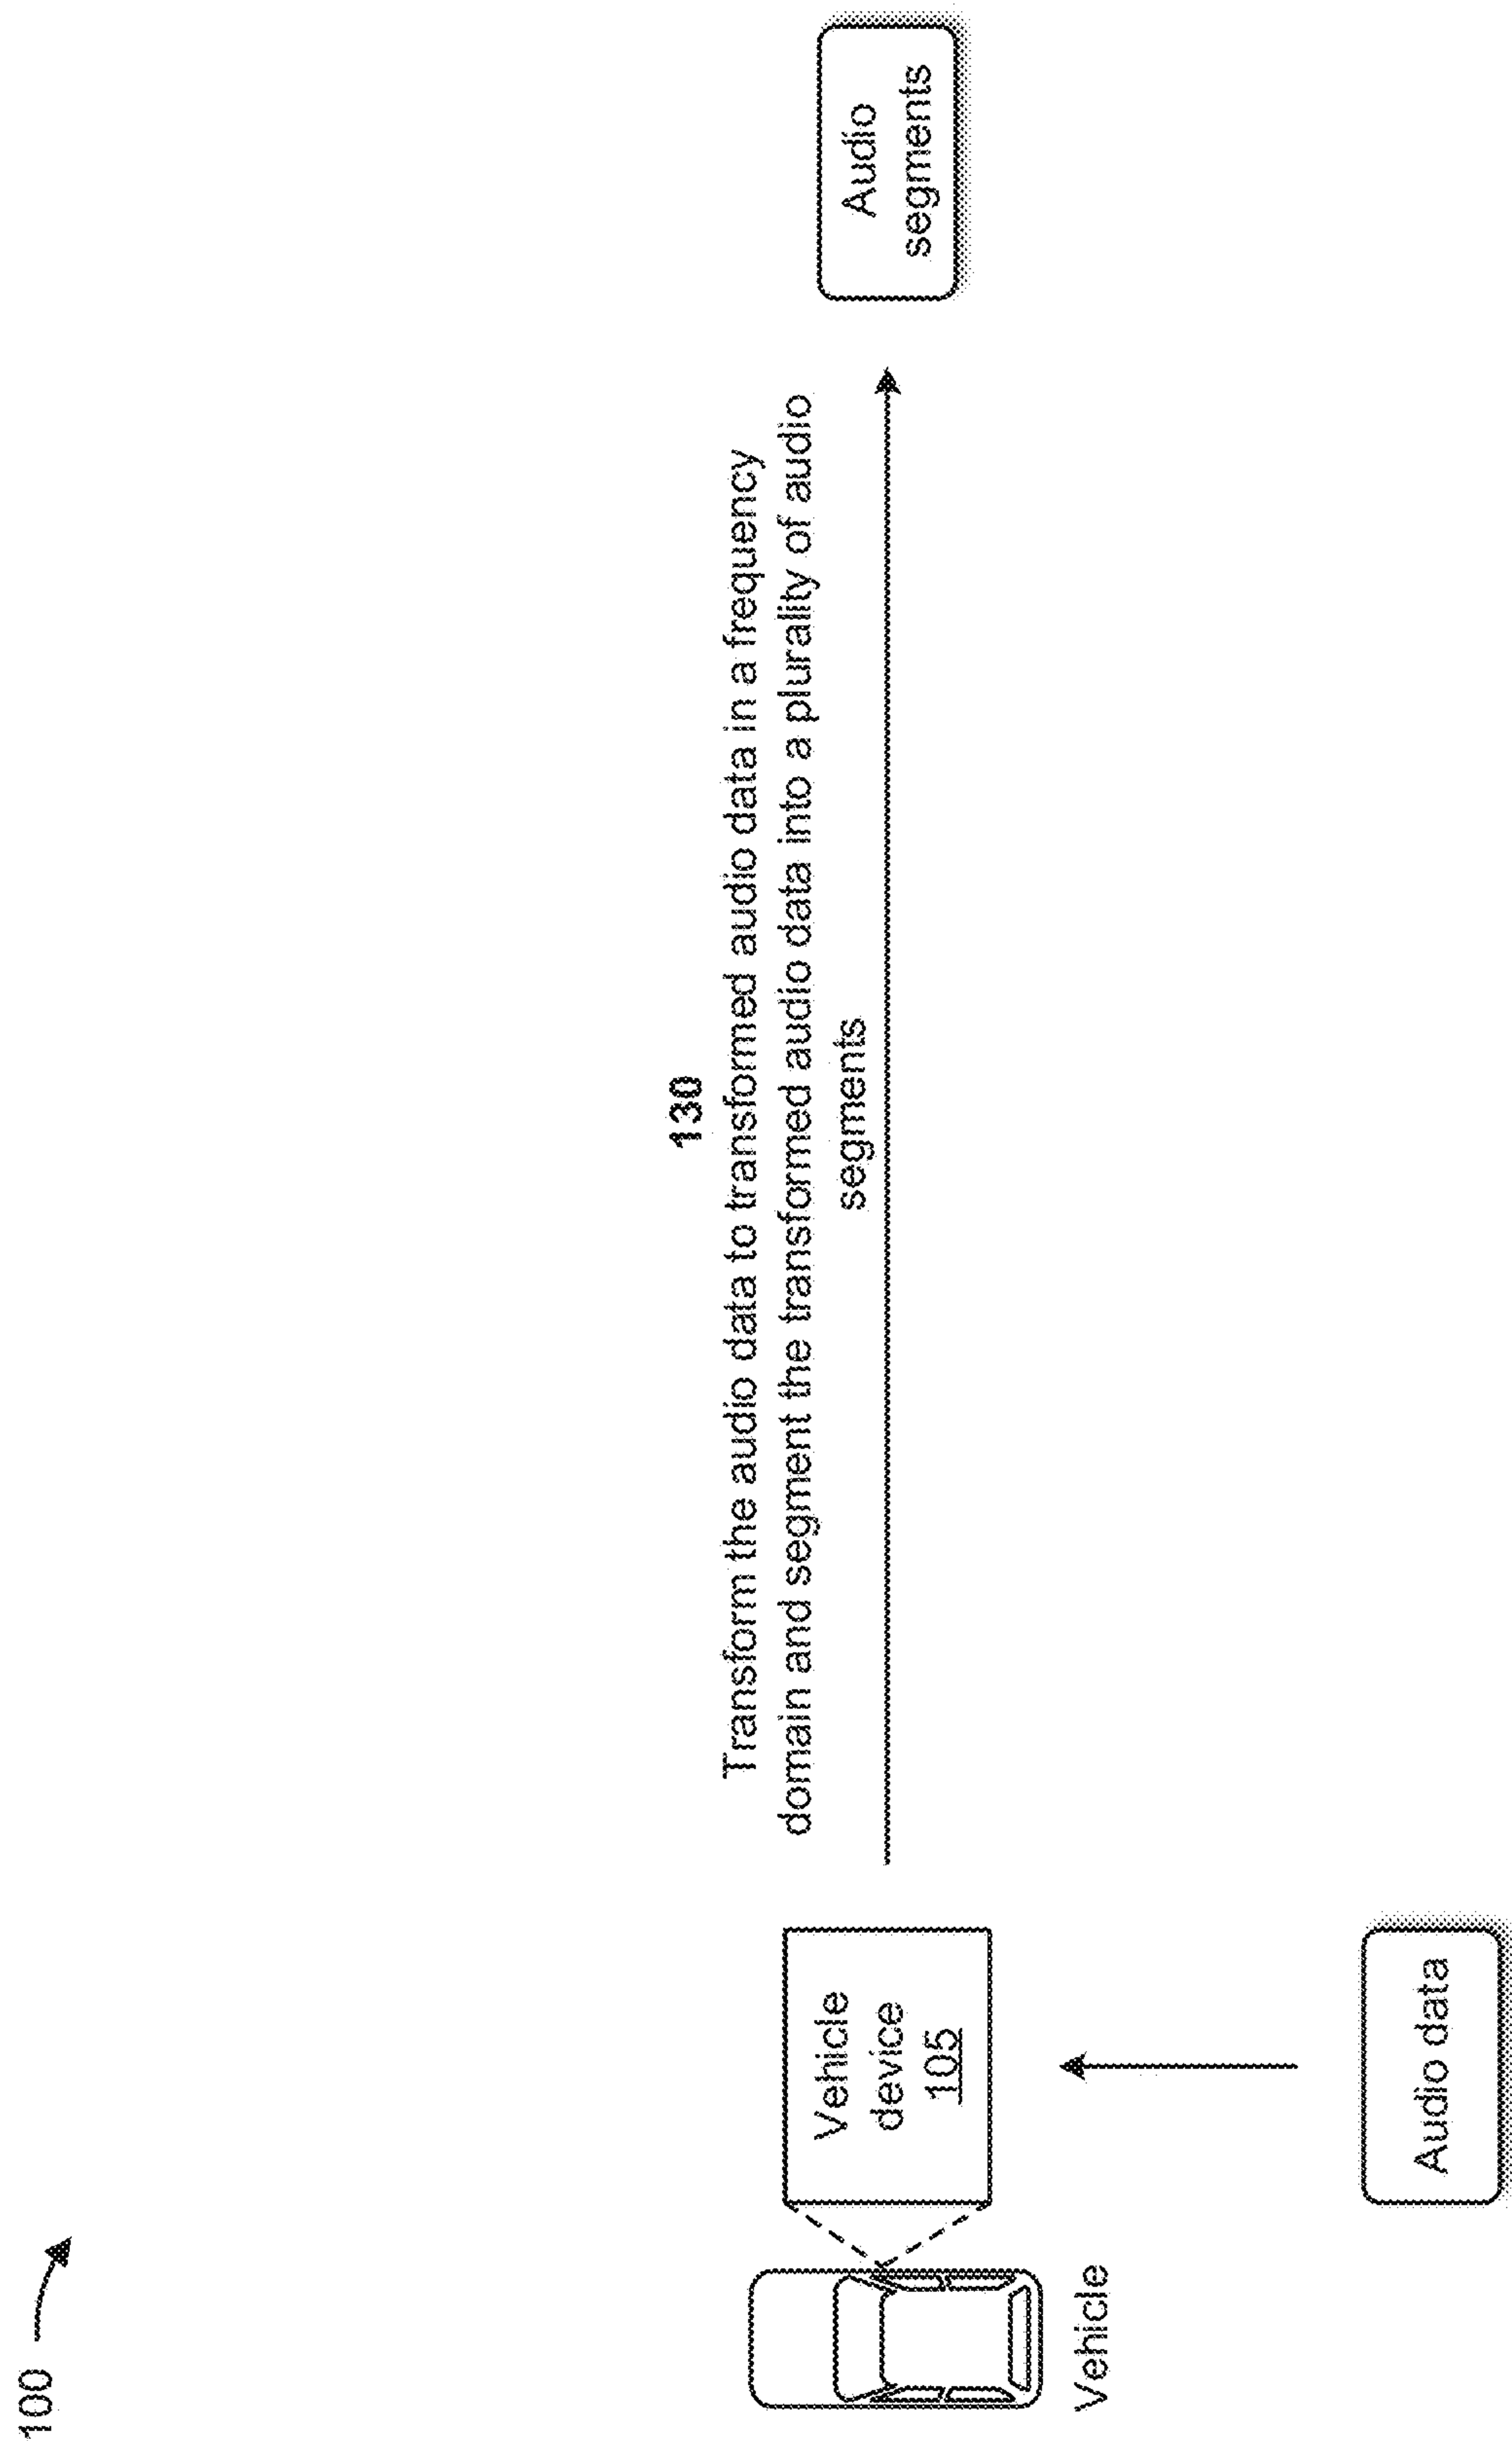 100
130
Transform the audio data to transformed audio data in a frequency
domain and segment the transformed audio data into a plurality of audio
segments
Vehicle
device
105
Audio
segments
Vehicle
Audio data